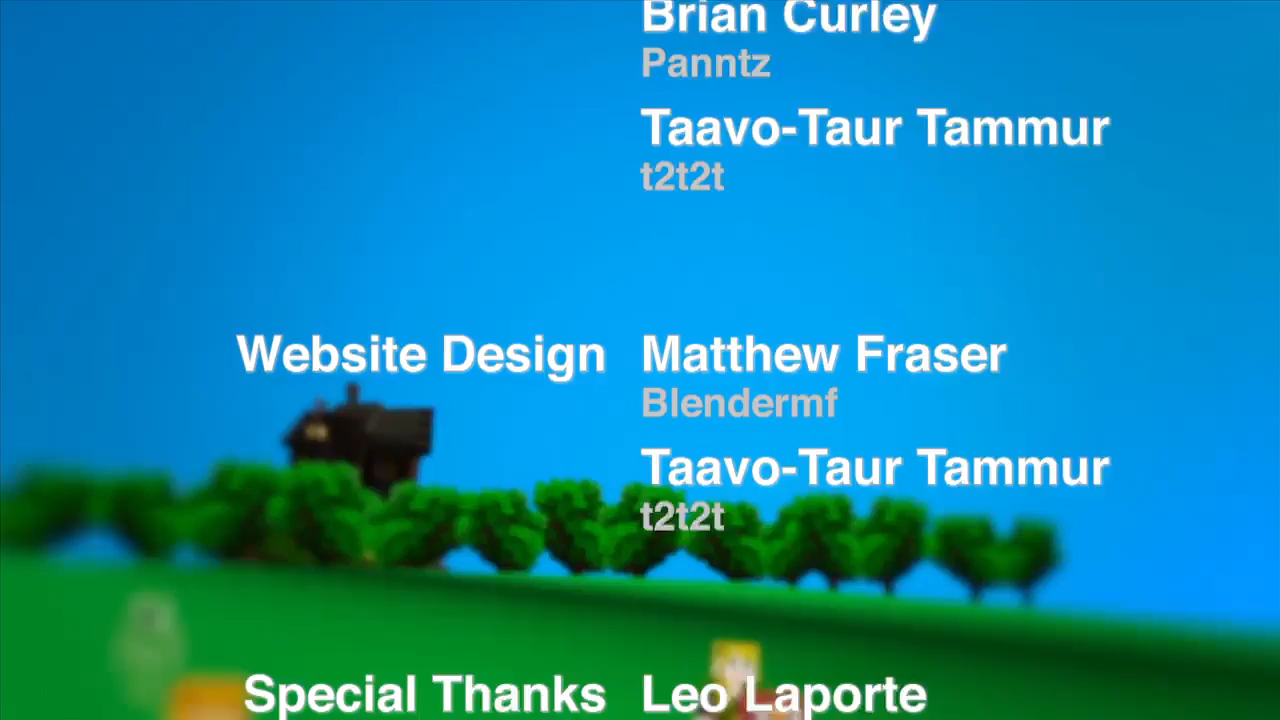 Brian Curley
Panntz
Taavo-Taur Tammur
t2t2t
Website Design Matthew Fraser
Blendermf
Taavo-Taur Tammur
t2t2t
Special Thanks Leo Laporte